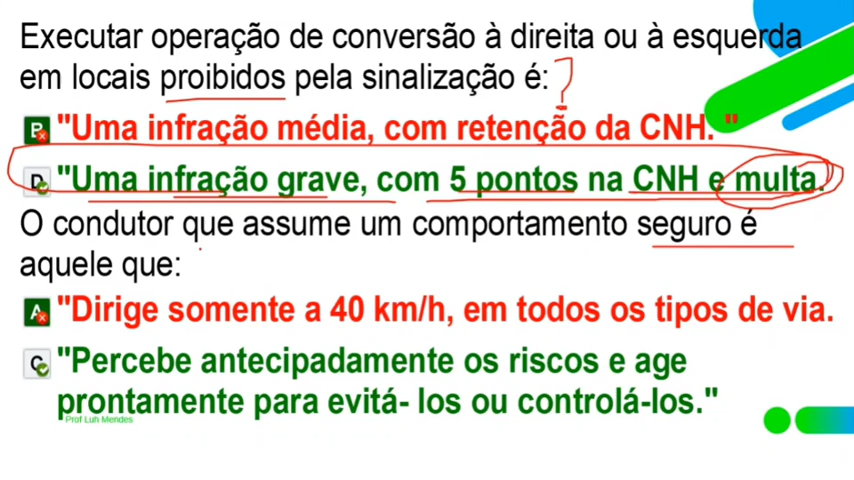 Executar operação de conversão à direita ou à esquerda
em locais proibidos pela sinalização é: ?
B "Uma infração média, com retenção da CNH. "
D "Uma infração grave, com 5 pontos na CNH e multa.
O condutor que assume um comportamento seguro é
aquele que:
A "Dirige somente a 40 km/h, em todos os tipos de via.
C "Percebe antecipadamente os riscos e age
prontamente para evitá- los ou controlá-los."
Prof Luh Mendes